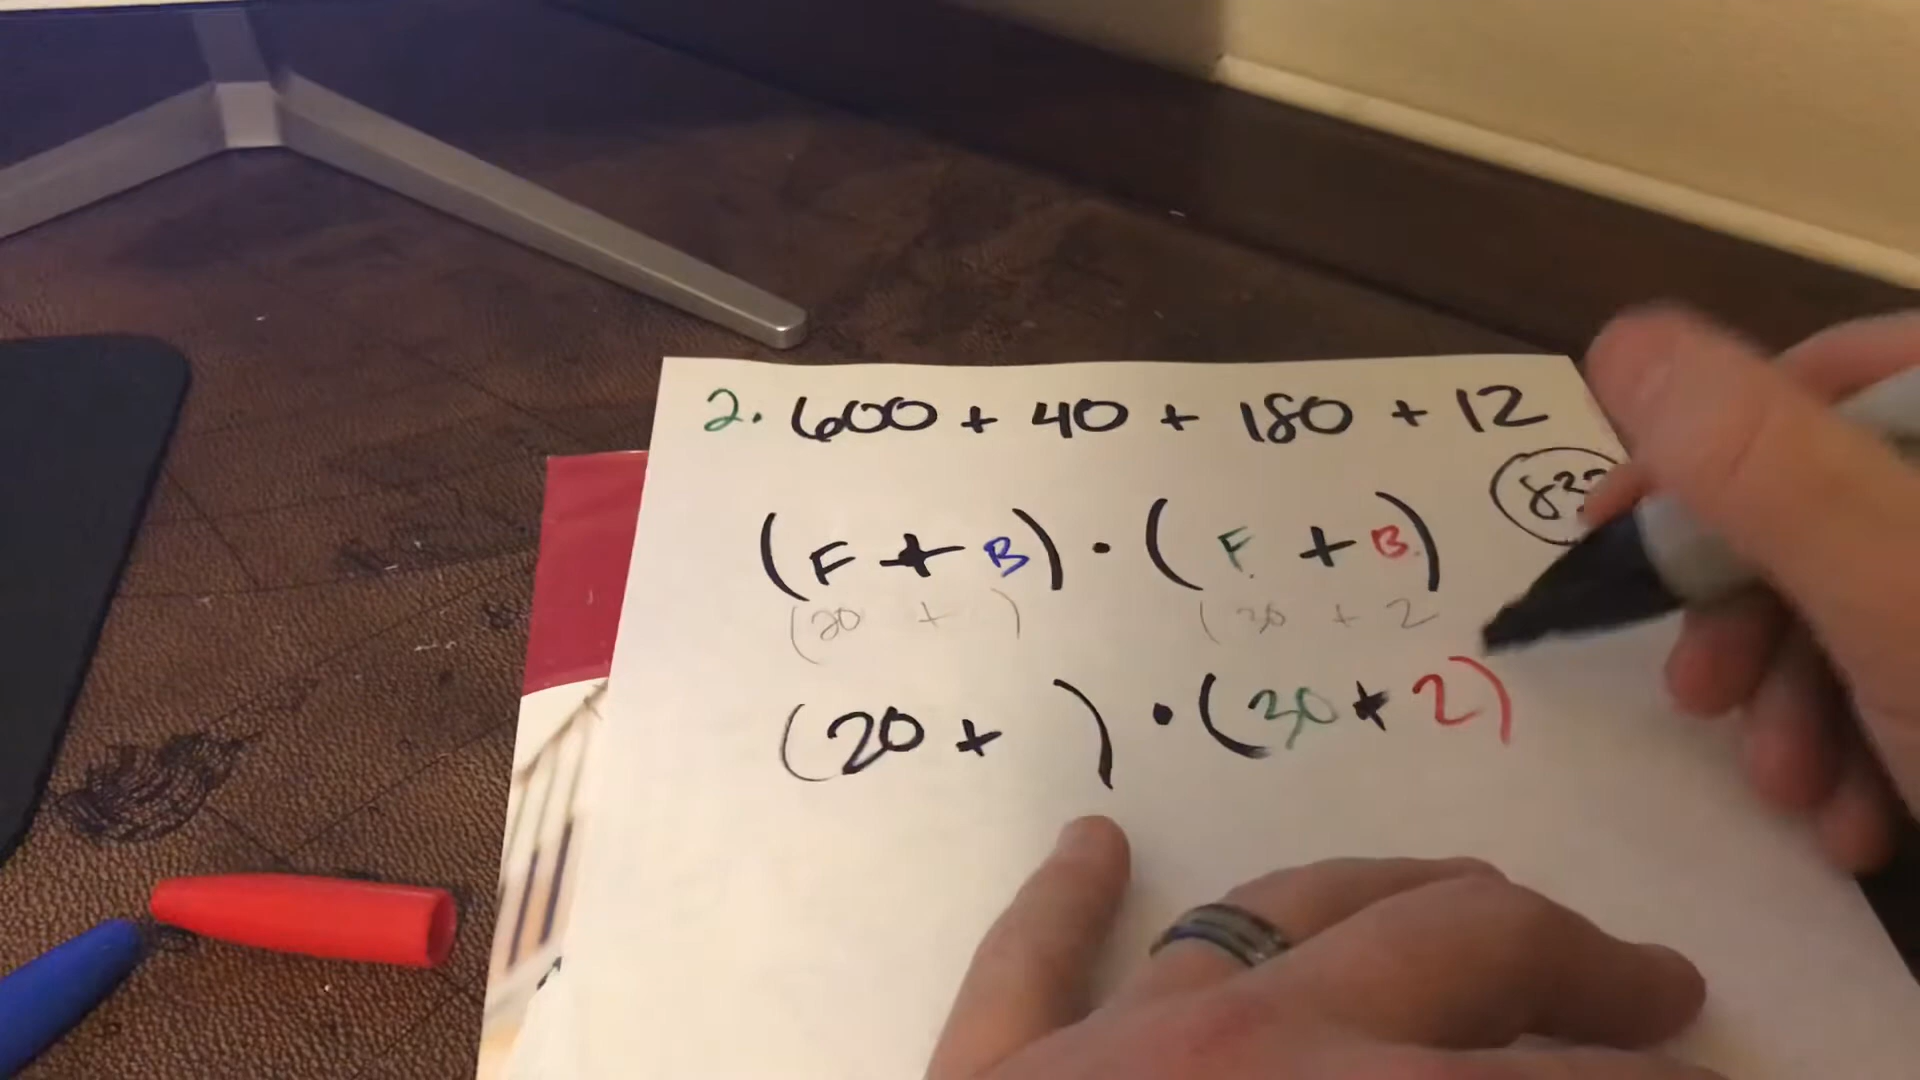 2. 600 + 40 + 180 + 12
(F + B) · (F. + B.)
(20 + ) (30 + 2
(20 + ) · (30 + 2)